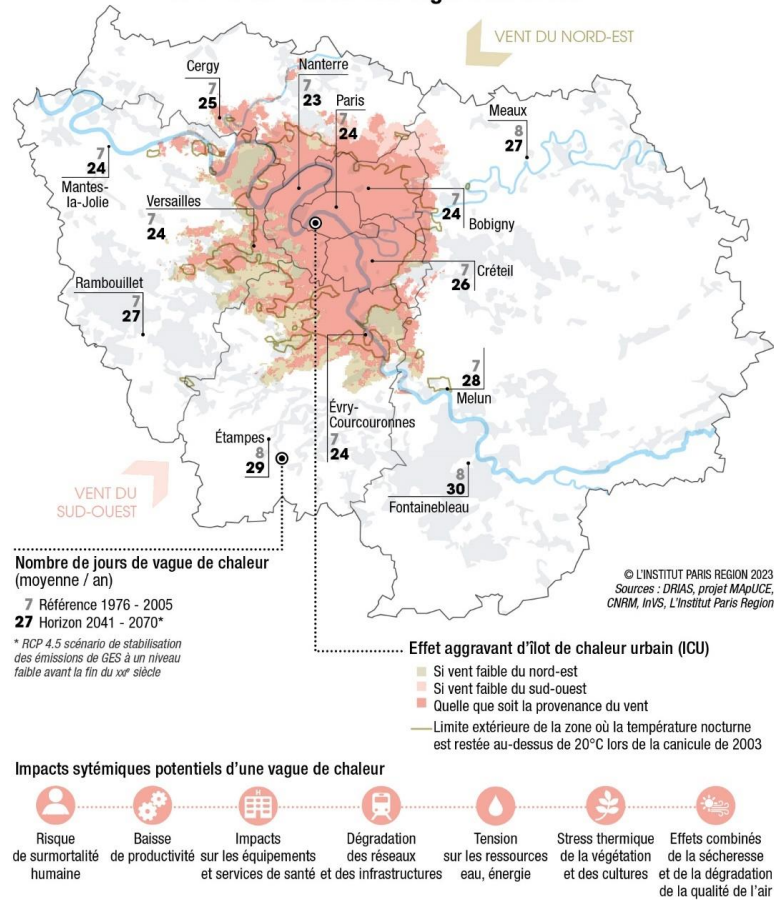 VENT DU NORD-EST
Cergy
7
25
Nanterre
7
23
Paris
7
24
Meaux
8
27
7
24
Mantes-
la-Jolie
Versailles
7
24
7
24
Bobigny
Rambouillet
7
27
7
26
Créteil
7
28
Melun
Évry-
Courcouronnes
7
24
Étampes
8
29
8
30
Fontainebleau
VENT DU
SUD-OUEST
Nombre de jours de vague de chaleur
(moyenne / an)
7 Référence 1976 - 2005
27 Horizon 2041 - 2070*
* RCP 4.5 scénario de stabilisation
des émissions de GES à un niveau
faible avant la fin du XXIe siècle
© L'INSTITUT PARIS REGION 2023
Sources : DRIAS, projet MApUCE,
CNRM, InVS, L'Institut Paris Region
Effet aggravant d'îlot de chaleur urbain (ICU)
Si vent faible du nord-est
Si vent faible du sud-ouest
Quelle que soit la provenance du vent
Limite extérieure de la zone où la température nocturne
est restée au-dessus de 20°C lors de la canicule de 2003
Impacts sytémiques potentiels d'une vague de chaleur
H
Risque
de surmortalité
humaine
Baisse
de productivité
Impacts
sur les équipements
et services de santé
Dégradation
des réseaux
et des infrastructures
Tension
sur les ressources
eau, énergie
Stress thermique
de la végétation
et des cultures
Effets combinés
de la sécheresse
et de la dégradation
de la qualité de l'air